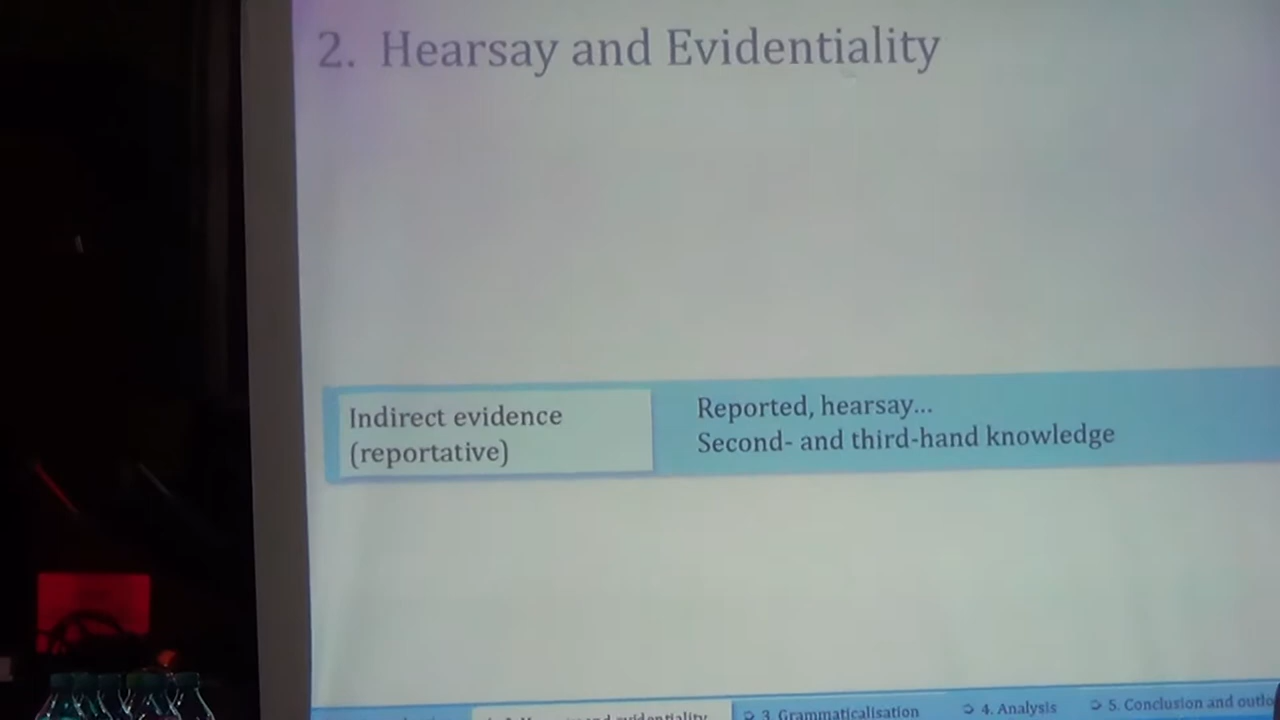 2. Hearsay and Evidentiality
Indirect evidence
(reportative)
Reported, hearsay...
Second- and third-hand knowledge
evidentiality
➲ 3. Grammaticalisation
➲ 4. Analysis
➲ 5. Conclusion and outlo